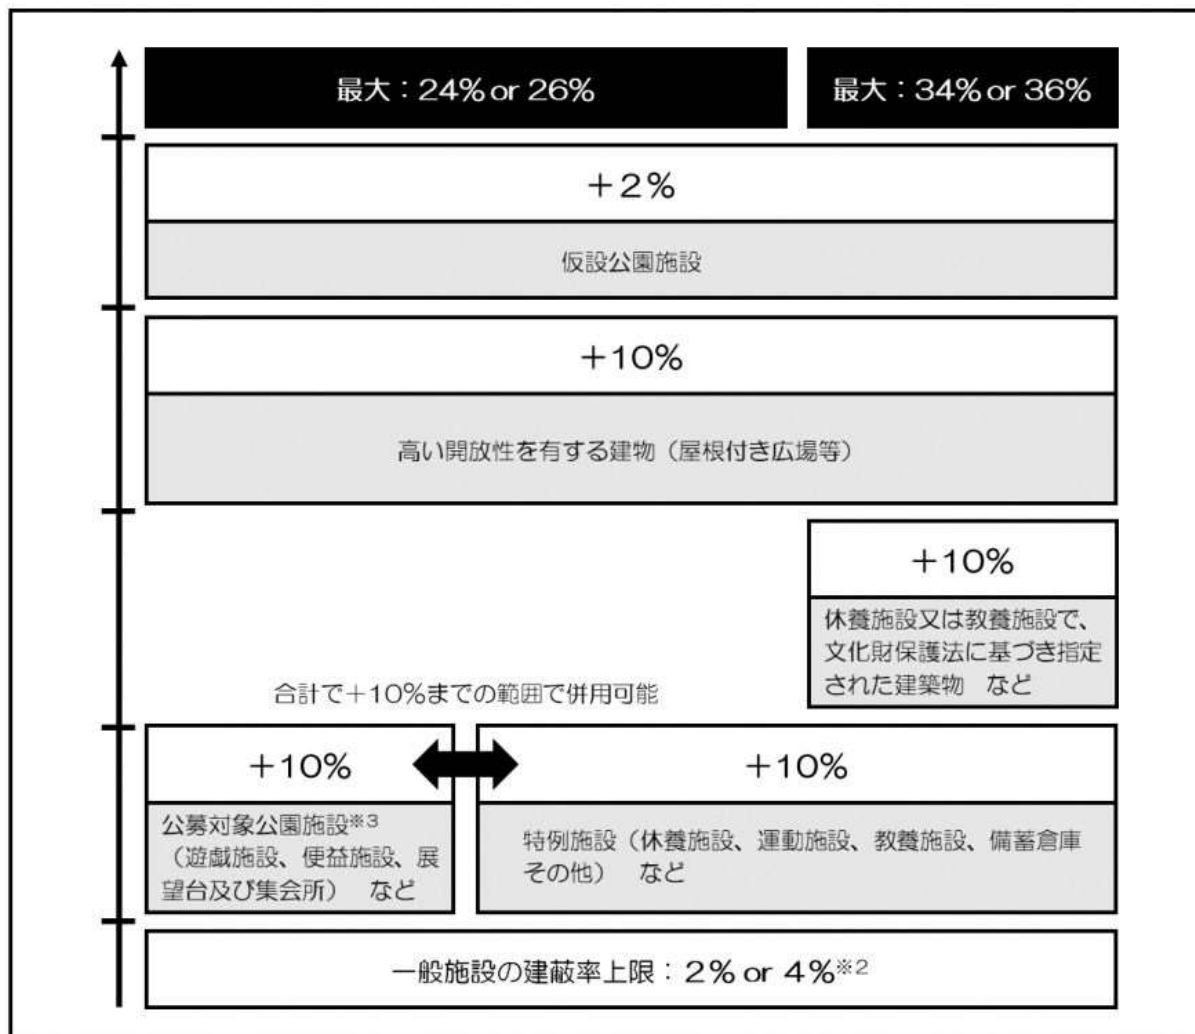 最大：24% or 26%
最大：34% or 36%
＋2%
仮設公園施設
＋10%
高い開放性を有する建物（屋根付き広場等）
＋10%
休養施設又は教養施設で、
文化財保護法に基づき指定
された建築物　など
合計で＋10%までの範囲で併用可能
＋10%
公募対象公園施設※3
（遊戯施設、便益施設、展
望台及び集会所）　など
＋10%
特例施設（休養施設、運動施設、教養施設、備蓄倉庫
その他）　など
一般施設の建蔽率上限：2% or 4%※2